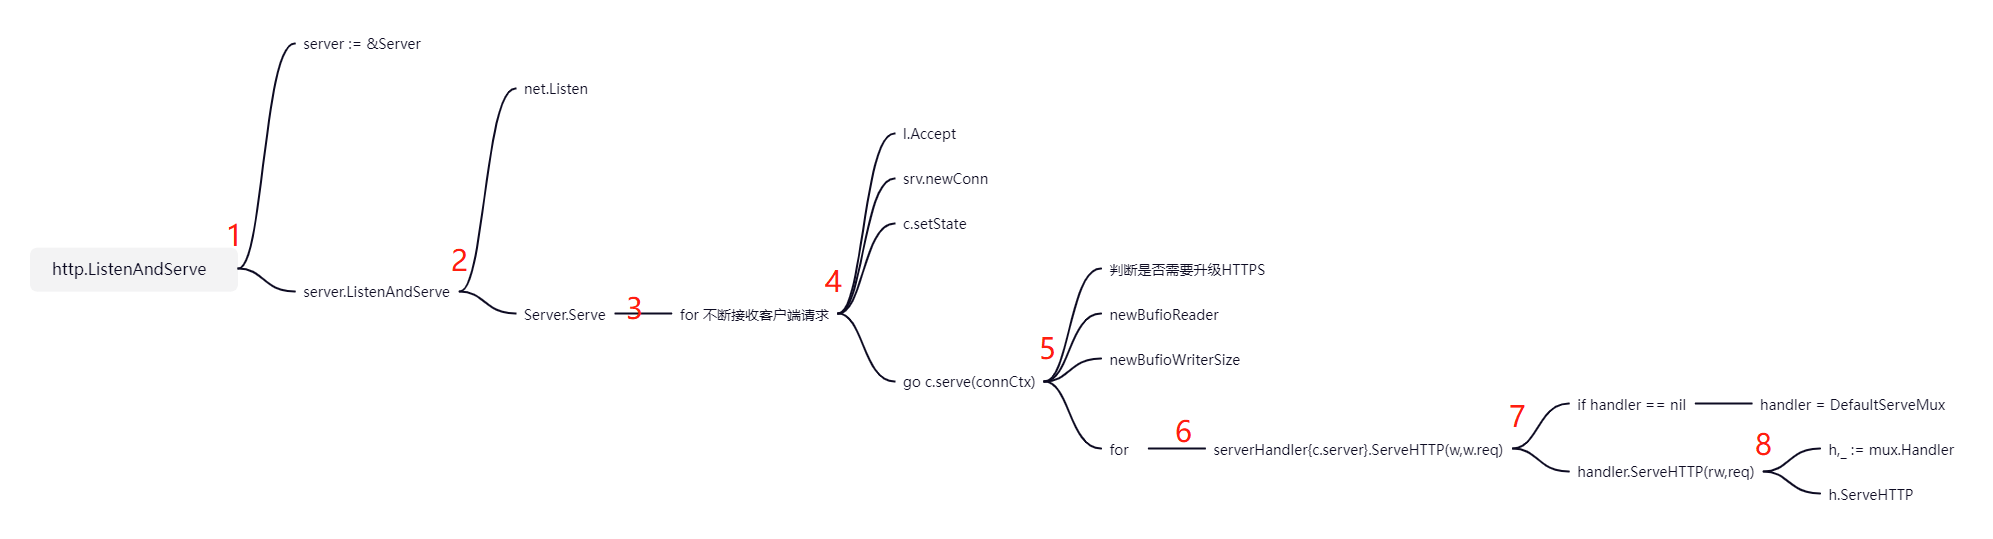 server := &Server
net.Listen
l.Accept
srv.newConn
c.setState
1
http.ListenAndServe
2
server.ListenAndServe
Server.Serve
3
for 不断接收客户端请求
4
go c.serve(connCtx)
5
判断是否需要升级HTTPS
newBufioReader
newBufioWriterSize
for
6
serverHandler{c.server}.ServeHTTP(w,w.req)
7
if handler == nil
handler = DefaultServeMux
handler.ServeHTTP(rw,req)
8
h,_ := mux.Handler
h.ServeHTTP